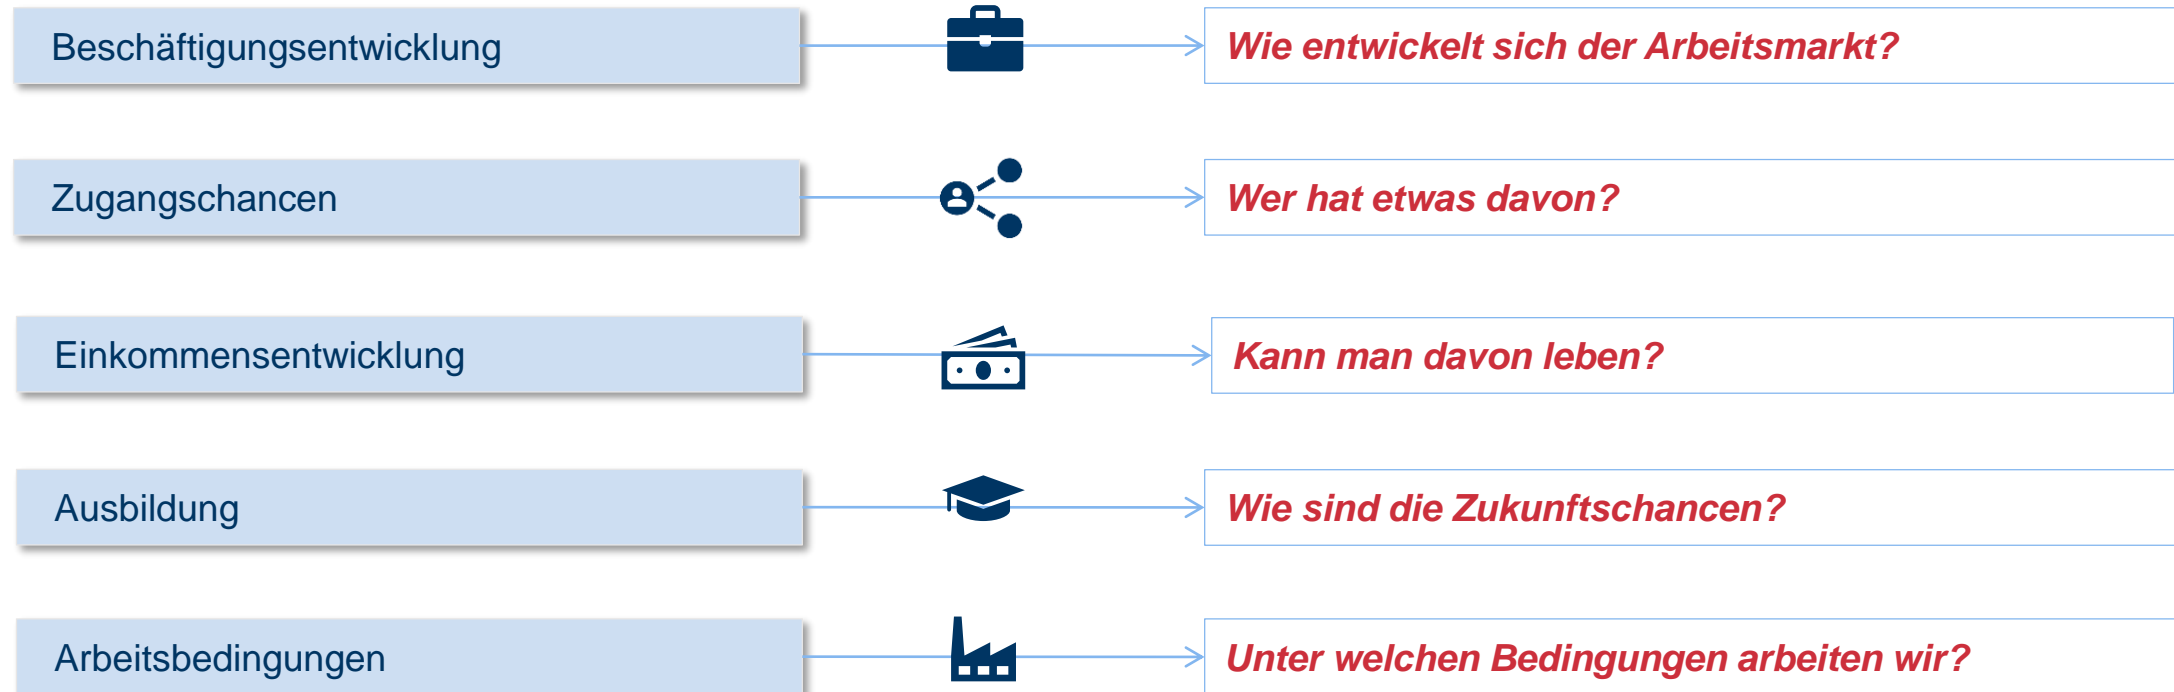 Beschäftigungsentwicklung
Wie entwickelt sich der Arbeitsmarkt?
Zugangschancen
Wer hat etwas davon?
Einkommensentwicklung
Kann man davon leben?
Ausbildung
Wie sind die Zukunftschancen?
Arbeitsbedingungen
Unter welchen Bedingungen arbeiten wir?